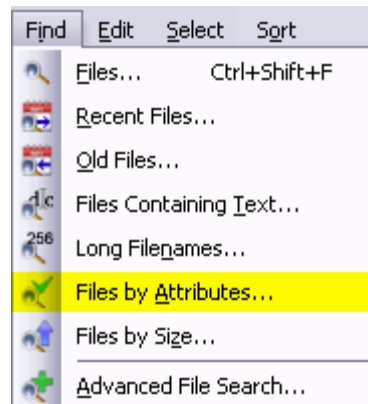 Find Edit Select Sort
Files... Ctrl+Shift+F
Recent Files...
Old Files...
Files Containing Text...
256 Long Filenames...
Files by Attributes...
Files by Size...
Advanced File Search...